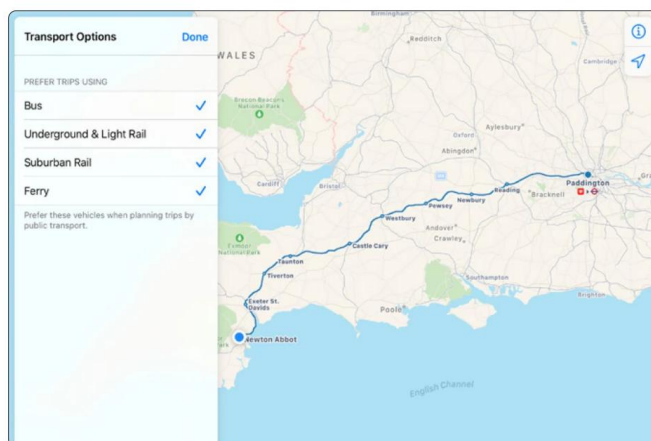 Transport Options
Done
PREFER TRIPS USING
Bus
Underground & Light Rail
Suburban Rail
Ferry
Prefer these vehicles when planning trips by
public transport.
Birmingham
Redditch
WALES
Cambridge
Brecon Beacons
National Park
Aylesbury
Oxford
Abingdon
Cardiff
Bristol
Paddington
Reading
Bracknell
Newbury
Pewsey
Westbury
Andover
Crawley
Castle Cary
Exmoor
National Park
Taunton
Tiverton
Southampton
Brighton
Poole
Exeter St.
Davids
Newton Abbot
English Channel